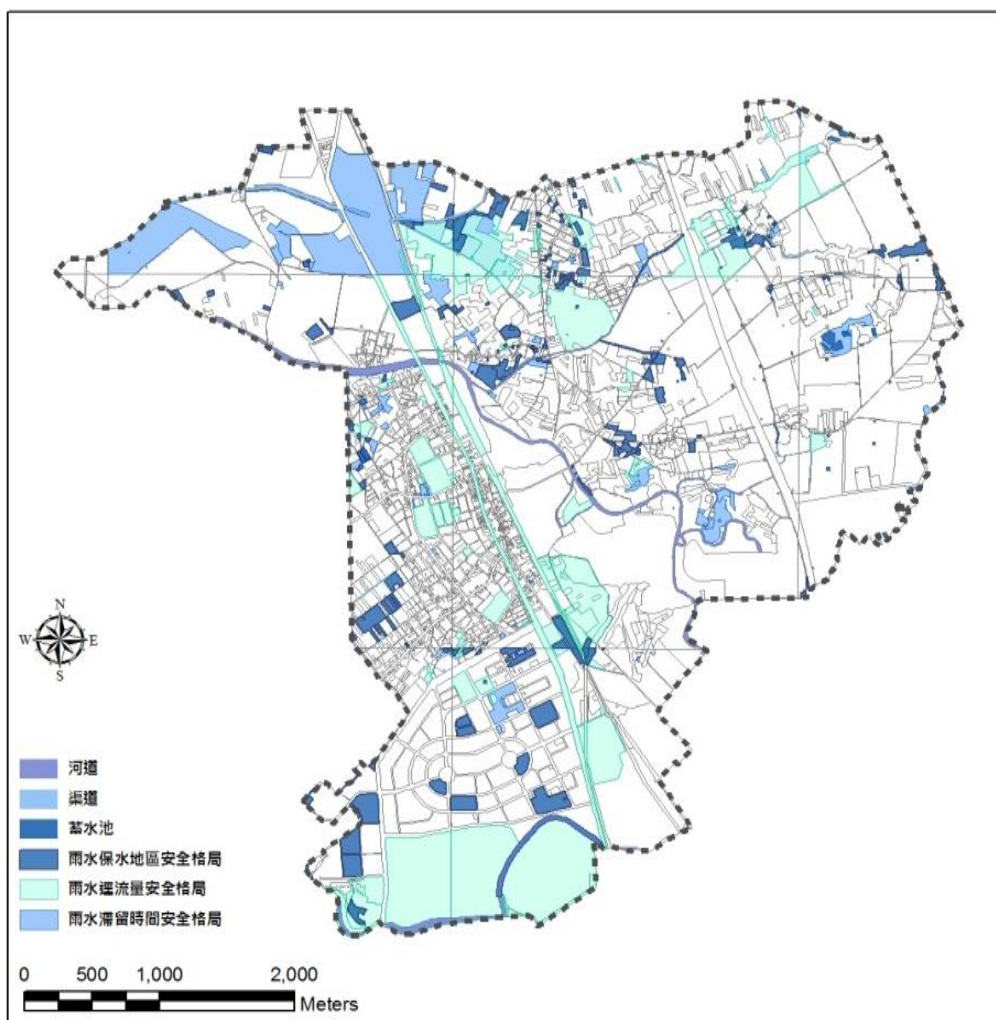 N
W E
S
河道
渠道
蓄水池
雨水保水地區安全格局
雨水逕流量安全格局
雨水滯留時間安全格局
0 500 1,000 2,000
Meters